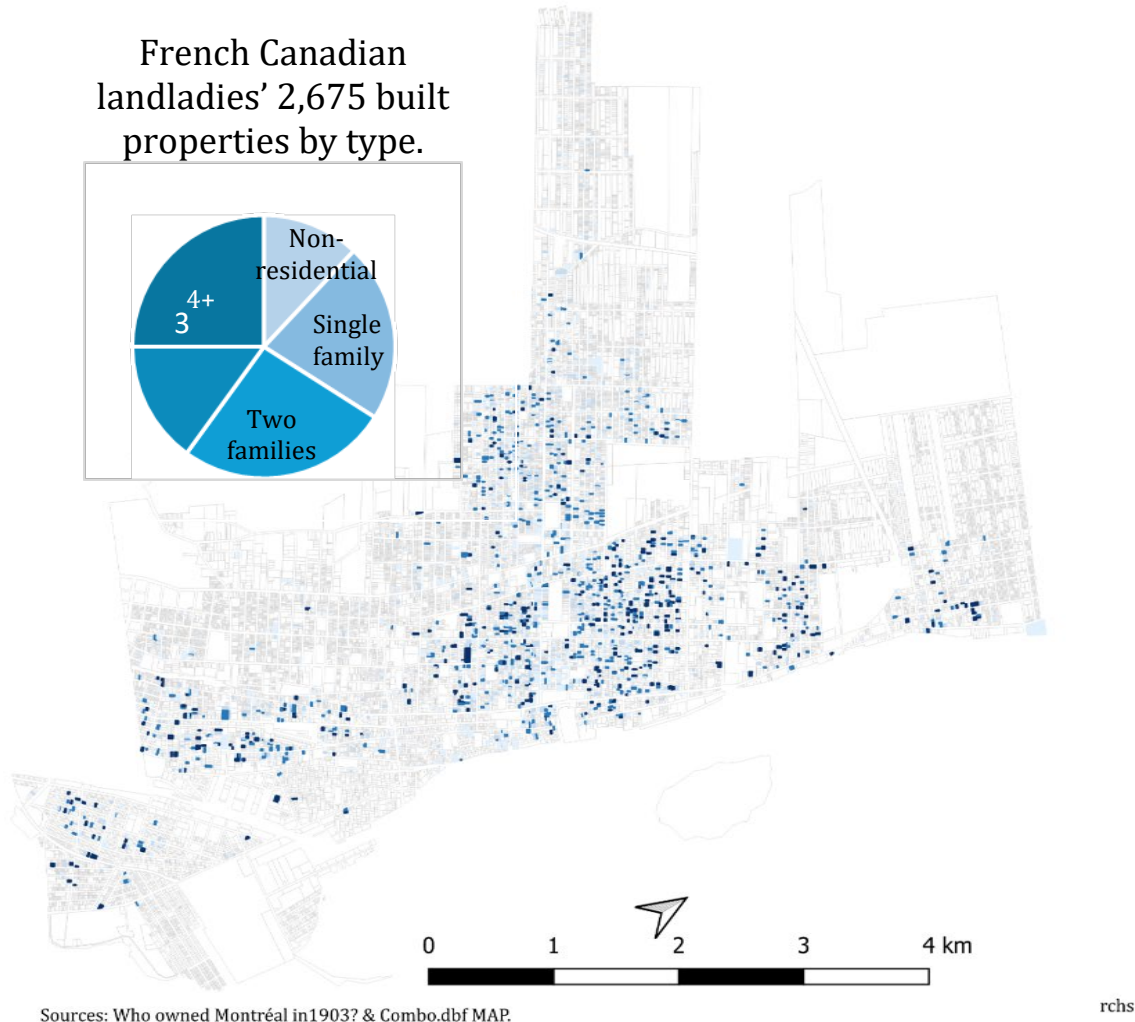 French Canadian
landladies’ 2,675 built
properties by type.
Non-
residential
4+
3
Single
family
Two
families
0 1 2 3 4 km
Sources: Who owned Montréal in1903? & Combo.dbf MAP.
rchs